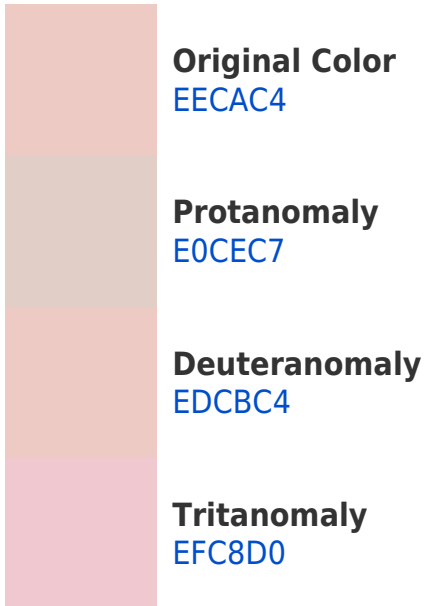 Original Color
EECAC4
Protanomaly
E0CEC7
Deuteranomaly
EDCBC4
Tritanomaly
EFC8D0